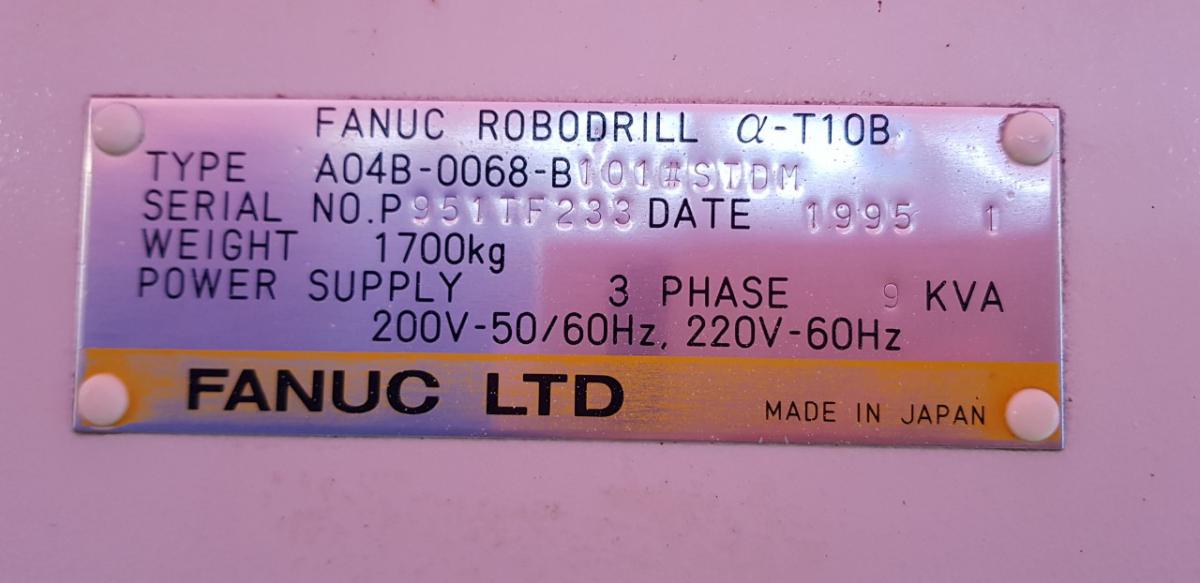 FANUC ROBODRILL α-T10B
TYPE A04B-0068-B101#STDM
SERIAL NO.P951TF233 DATE 1995 1
WEIGHT 1700kg
POWER SUPPLY 3 PHASE 9 KVA
200V-50/60Hz, 220V-60Hz
FANUC LTD
MADE IN JAPAN